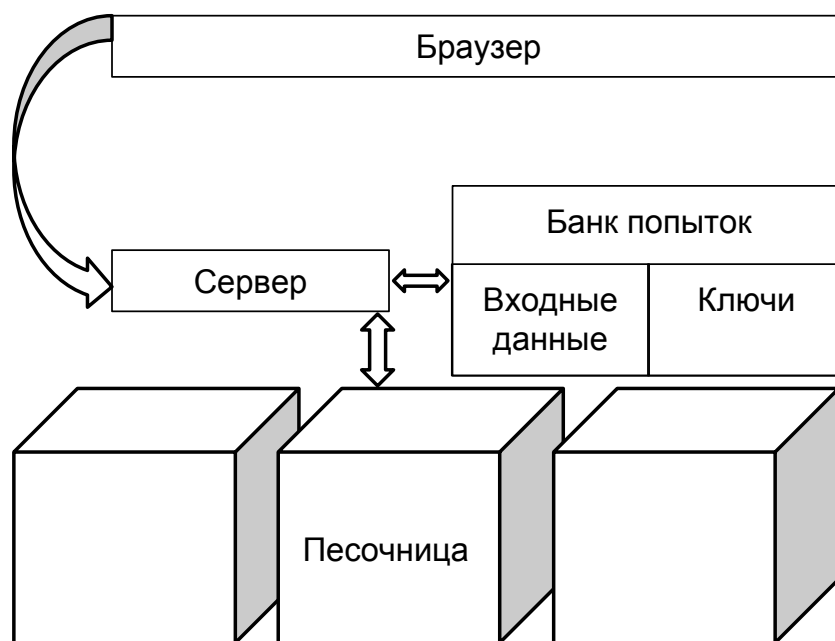 Браузер
Банк попыток
Сервер
Входные
данные
Ключи
Песочница